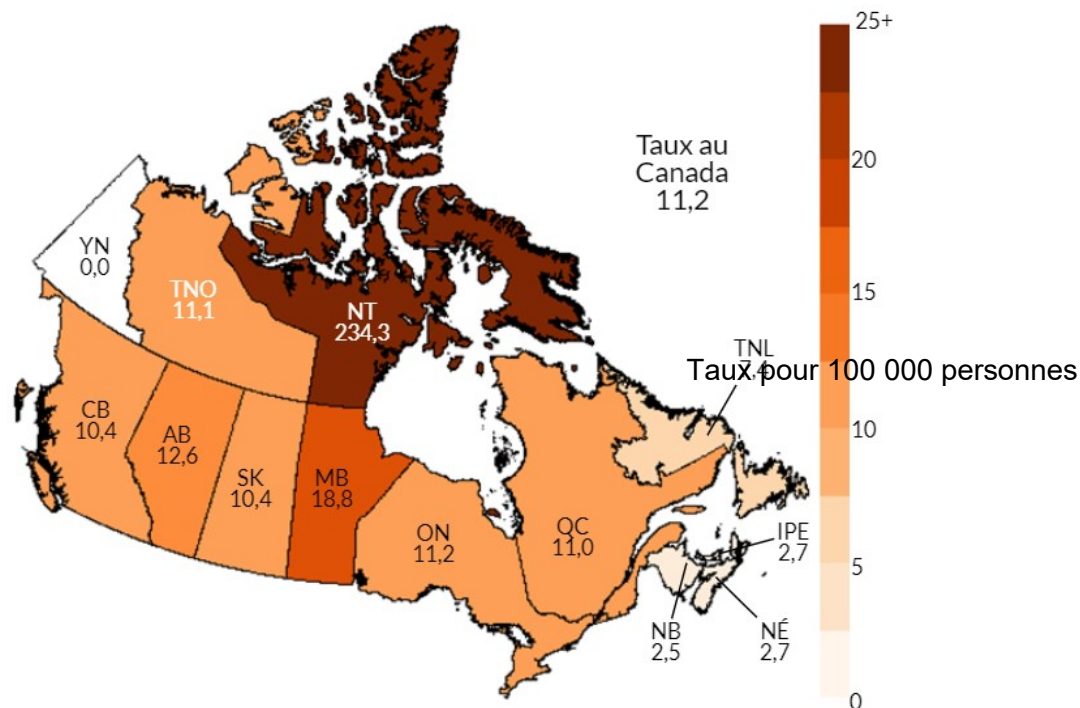 25+
20
15
10
5
0
Taux au
Canada
11,2
YN
0,0
TNO
11,1
NT
234,3
TNL
7,4
Taux pour 100 000 personnes
CB
10,4
AB
12,6
SK
10,4
MB
18,8
ON
11,2
QC
11,0
IPE
2,7
NB
2,5
NÉ
2,7